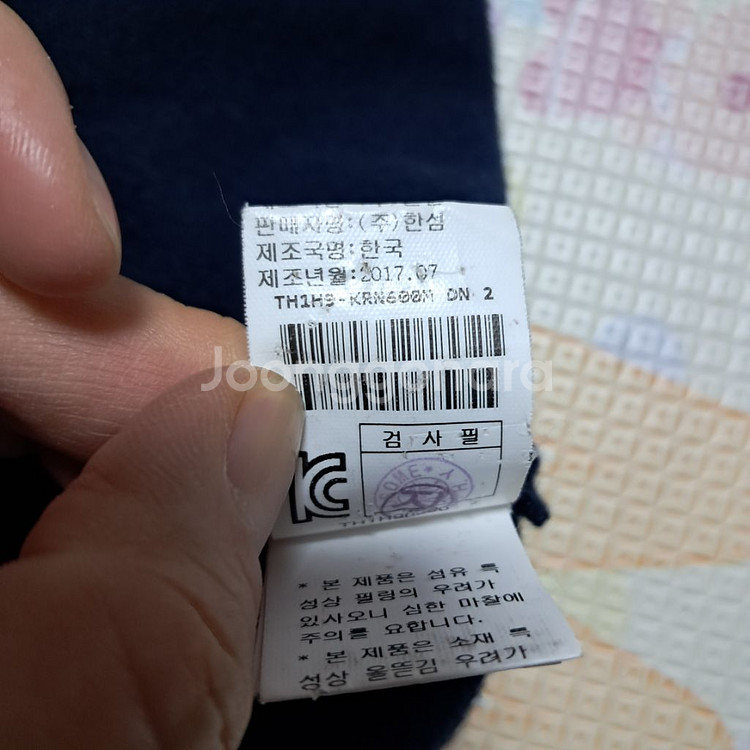 판매자명:(주)한섬
제조국명:한국
제조년월:2017.07
TH1H9-KRN600M DN 2
Joonggonara
검 사 필
* 본 제품은 섬유 특
성상 필링의 우려가
있사오니 심한 마찰에
주의를 요합니다.
* 본 제품은 소재 특
성상 올뜯김 우려가